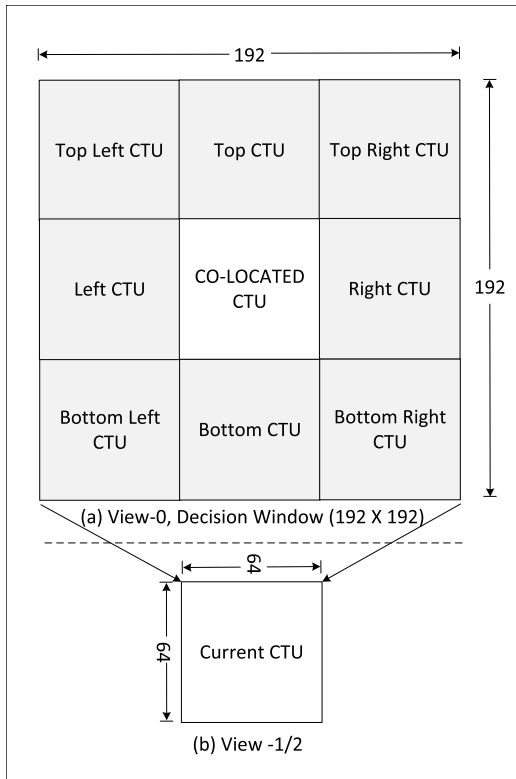 192
Top Left CTU
Top CTU
Top Right CTU
Left CTU
CO-LOCATED
CTU
Right CTU
192
Bottom Left
CTU
Bottom CTU
Bottom Right
CTU
(a) View-0, Decision Window (192 X 192)
64
64
Current CTU
(b) View -1/2